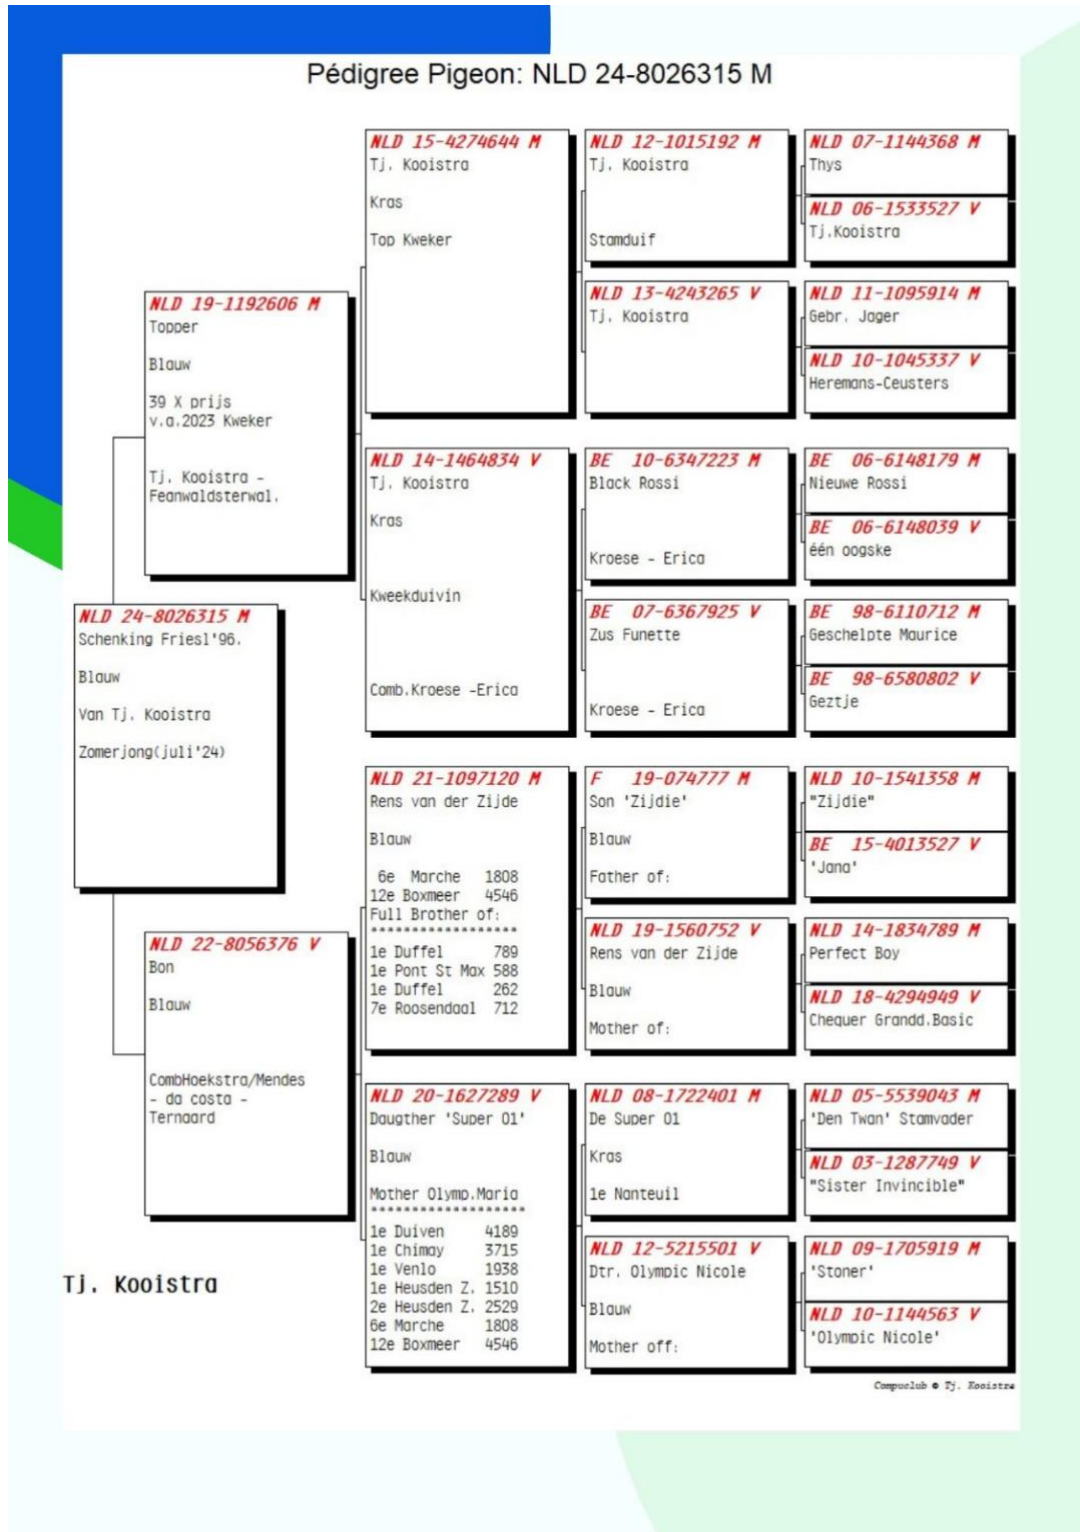 Pédigree Pigeon: NLD 24-8026315 M
NLD 24-8026315 M
Schenking Friesl'96.
Blauw
Van Tj. Kooistra
Zomerjong(juli'24)
NLD 19-1192606 M
Topper
Blauw
39 X prijs
v.a.2023 Kweker
Tj. Kooistra -
Feanwaldsterwal.
NLD 22-8056376 V
Bon
Blauw
CombHoekstra/Mendes
- da costa -
Ternaard
NLD 15-4274644 M
Tj. Kooistra
Kras
Top Kweker
NLD 14-1464834 V
Tj. Kooistra
Kras
Kweekduivin
Comb.Kroese -Erica
NLD 21-1097120 M
Rens van der Zijde
Blauw
6e Marche 1808
12e Boxmeer 4546
Full Brother of:
******************
1e Duffel 789
1e Pont St Max 588
1e Duffel 262
7e Roosendaal 712
NLD 20-1627289 V
Daugther 'Super 01'
Blauw
Mother Olymp.Maria
*******************
1e Duiven 4189
1e Chimay 3715
1e Venlo 1938
1e Heusden Z. 1510
2e Heusden Z. 2529
6e Marche 1808
12e Boxmeer 4546
NLD 12-1015192 M
Tj. Kooistra
Stamduif
NLD 13-4243265 V
Tj. Kooistra
BE 10-6347223 M
Black Rossi
Kroese - Erica
BE 07-6367925 V
Zus Funette
Kroese - Erica
F 19-074777 M
Son 'Zijdie'
Blauw
Father of:
NLD 19-1560752 V
Rens van der Zijde
Blauw
Mother of:
NLD 08-1722401 M
De Super 01
Kras
1e Nanteuil
NLD 12-5215501 V
Dtr. Olympic Nicole
Blauw
Mother off:
NLD 07-1144368 M
Thys
NLD 06-1533527 V
Tj.Kooistra
NLD 11-1095914 M
Gebr. Jager
NLD 10-1045337 V
Heremans-Ceusters
BE 06-6148179 M
Nieuwe Rossi
BE 06-6148039 V
één oogske
BE 98-6110712 M
Geschelpte Maurice
BE 98-6580802 V
Geztje
NLD 10-1541358 M
"Zijdie"
BE 15-4013527 V
'Jana'
NLD 14-1834789 M
Perfect Boy
NLD 18-4294949 V
Chequer Grandd.Basic
NLD 05-5539043 M
'Den Twan' Stamvader
NLD 03-1287749 V
"Sister Invincible"
NLD 09-1705919 M
'Stoner'
NLD 10-1144563 V
'Olympic Nicole'
Tj. Kooistra
Compuclub © Tj. Kooistra